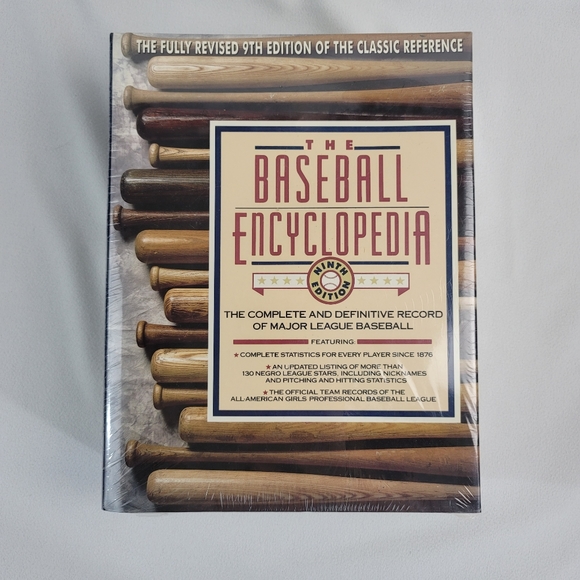 THE FULLY REVISED 9TH EDITION OF THE CLASSIC REFERENCE
THE
BASEBALL
ENCYCLOPEDIA
NINTH
EDITION
THE COMPLETE AND DEFINITIVE RECORD
OF MAJOR LEAGUE BASEBALL
FEATURING:
★COMPLETE STATISTICS FOR EVERY PLAYER SINCE 1876
★AN UPDATED LISTING OF MORE THAN
130 NEGRO LEAGUE STARS, INCLUDING NICKNAMES
AND PITCHING AND HITTING STATISTICS
★THE OFFICIAL TEAM RECORDS OF THE
ALL-AMERICAN GIRLS PROFESSIONAL BASEBALL LEAGUE